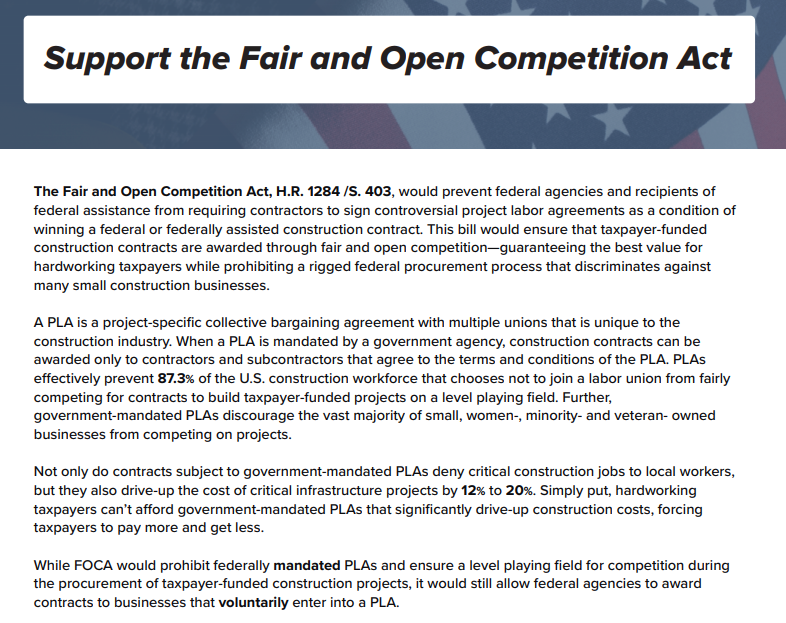 Support the Fair and Open Competition Act
The Fair and Open Competition Act, H.R. 1284 /S. 403, would prevent federal agencies and recipients of
federal assistance from requiring contractors to sign controversial project labor agreements as a condition of
winning a federal or federally assisted construction contract. This bill would ensure that taxpayer-funded
construction contracts are awarded through fair and open competition—guaranteeing the best value for
hardworking taxpayers while prohibiting a rigged federal procurement process that discriminates against
many small construction businesses.
A PLA is a project-specific collective bargaining agreement with multiple unions that is unique to the
construction industry. When a PLA is mandated by a government agency, construction contracts can be
awarded only to contractors and subcontractors that agree to the terms and conditions of the PLA. PLAs
effectively prevent 87.3% of the U.S. construction workforce that chooses not to join a labor union from fairly
competing for contracts to build taxpayer-funded projects on a level playing field. Further,
government-mandated PLAs discourage the vast majority of small, women-, minority- and veteran- owned
businesses from competing on projects.
Not only do contracts subject to government-mandated PLAs deny critical construction jobs to local workers,
but they also drive-up the cost of critical infrastructure projects by 12% to 20%. Simply put, hardworking
taxpayers can't afford government-mandated PLAs that significantly drive-up construction costs, forcing
taxpayers to pay more and get less.
While FOCA would prohibit federally mandated PLAs and ensure a level playing field for competition during
the procurement of taxpayer-funded construction projects, it would still allow federal agencies to award
contracts to businesses that voluntarily enter into a PLA.